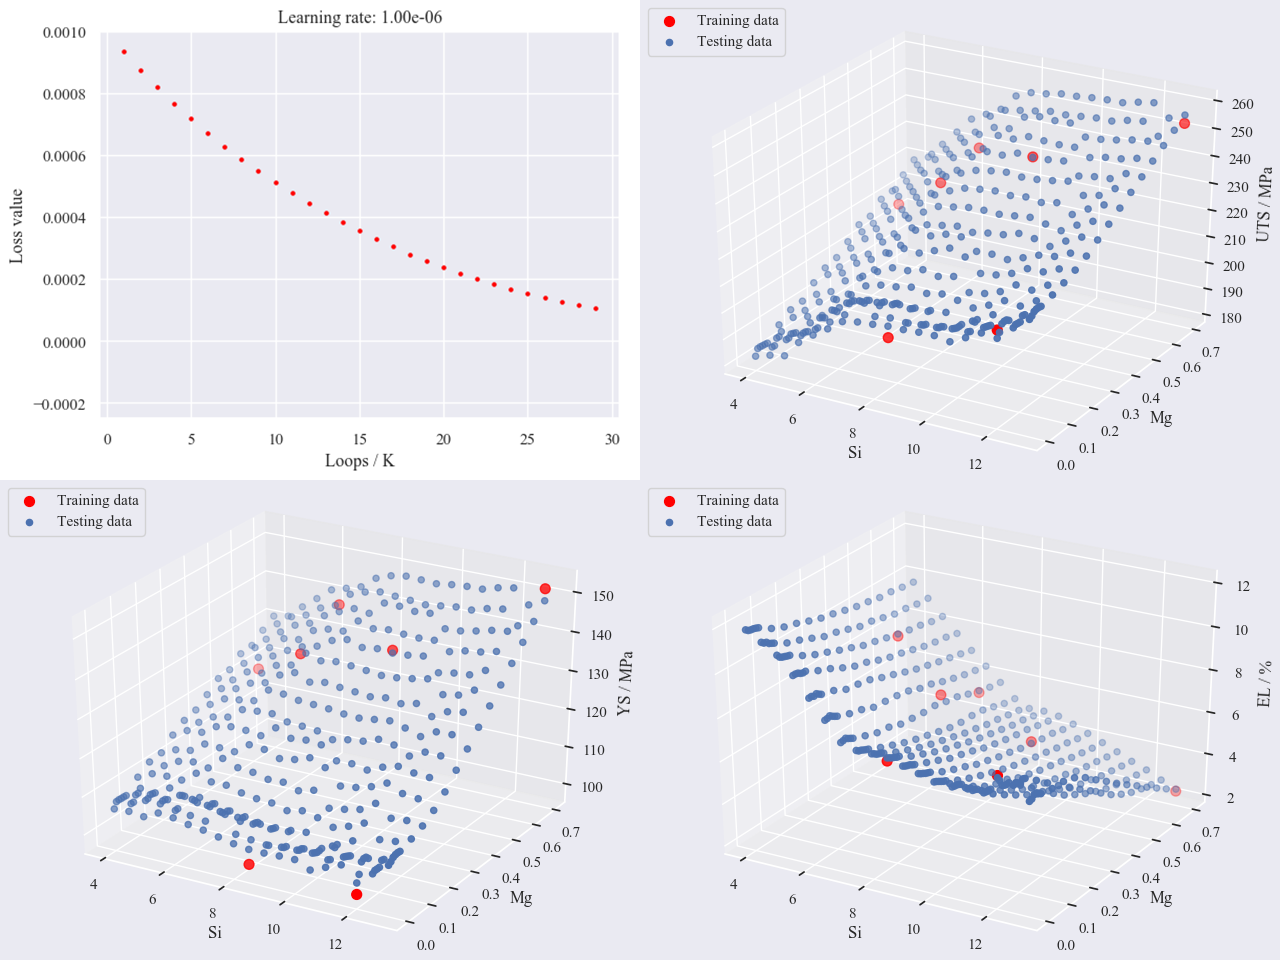 Learning rate: 1.00e-06
0.0010
0.0008
0.0006
0.0004
0.0002
0.0000
−0.0002
Loss value
0 5 10 15 20 25 30
Loops / K
Training data
Testing data
260
250
240
230
220
210
200
190
180
UTS / MPa
4 6 8 10 12
Si
0.0 0.1 0.2 0.3 0.4 0.5 0.6 0.7
Mg
Training data
Testing data
150
140
130
120
110
100
YS / MPa
4 6 8 10 12
Si
0.0 0.1 0.2 0.3 0.4 0.5 0.6 0.7
Mg
Training data
Testing data
12
10
8
6
4
2
EL / %
4 6 8 10 12
Si
0.0 0.1 0.2 0.3 0.4 0.5 0.6 0.7
Mg